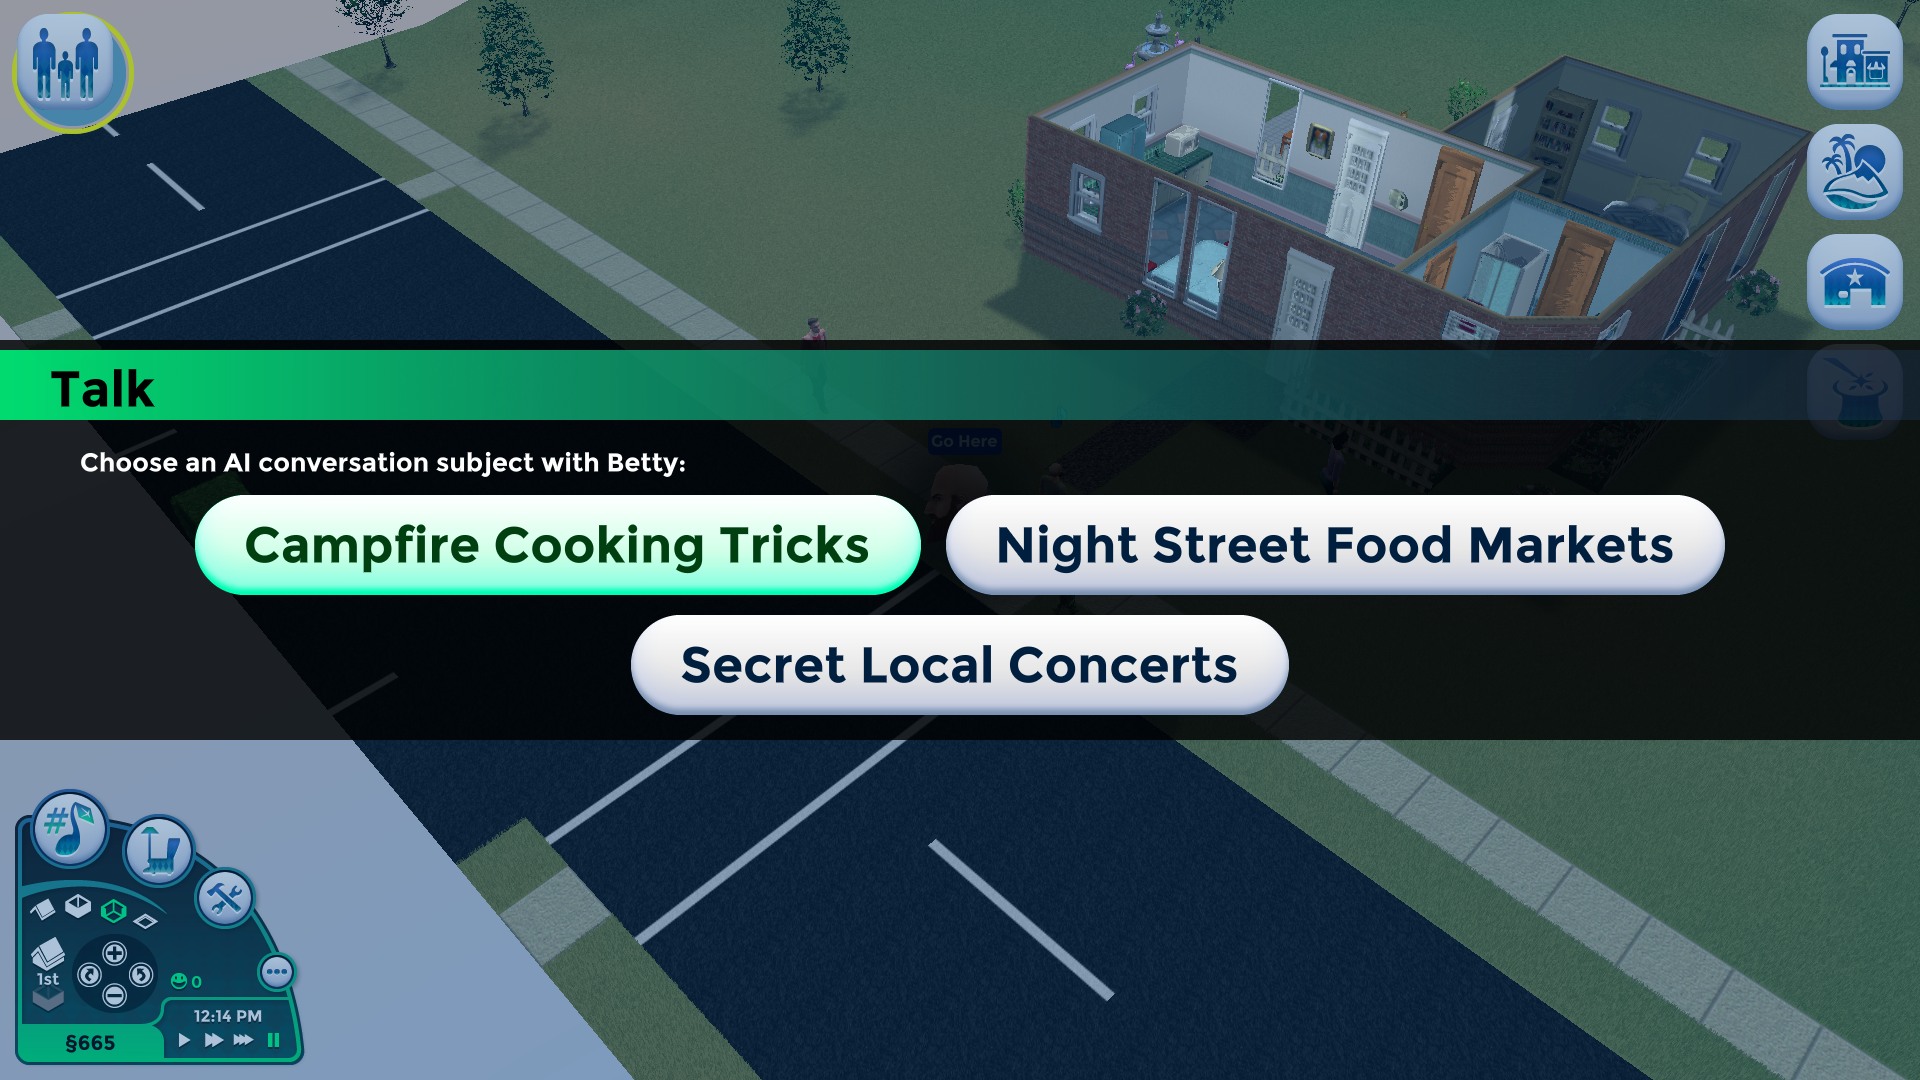 Talk
Go Here
Choose an AI conversation subject with Betty:
Campfire Cooking Tricks
Night Street Food Markets
Secret Local Concerts
1st
0
12:14 PM
§665